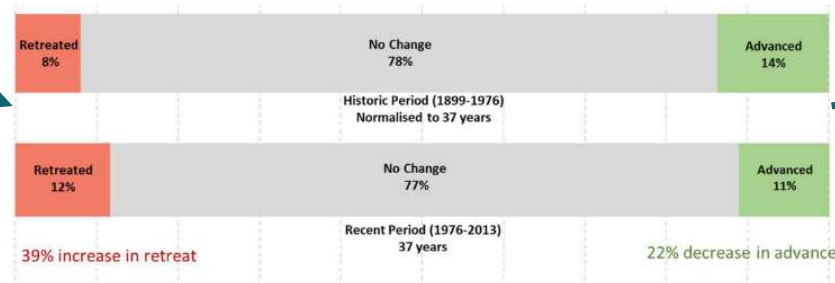 Retreated
8%
No Change
78%
Advanced
14%
Historic Period (1899-1976)
Normalised to 37 years
Retreated
12%
No Change
77%
Advanced
11%
Recent Period (1976-2013)
37 years
39% increase in retreat
22% decrease in advance